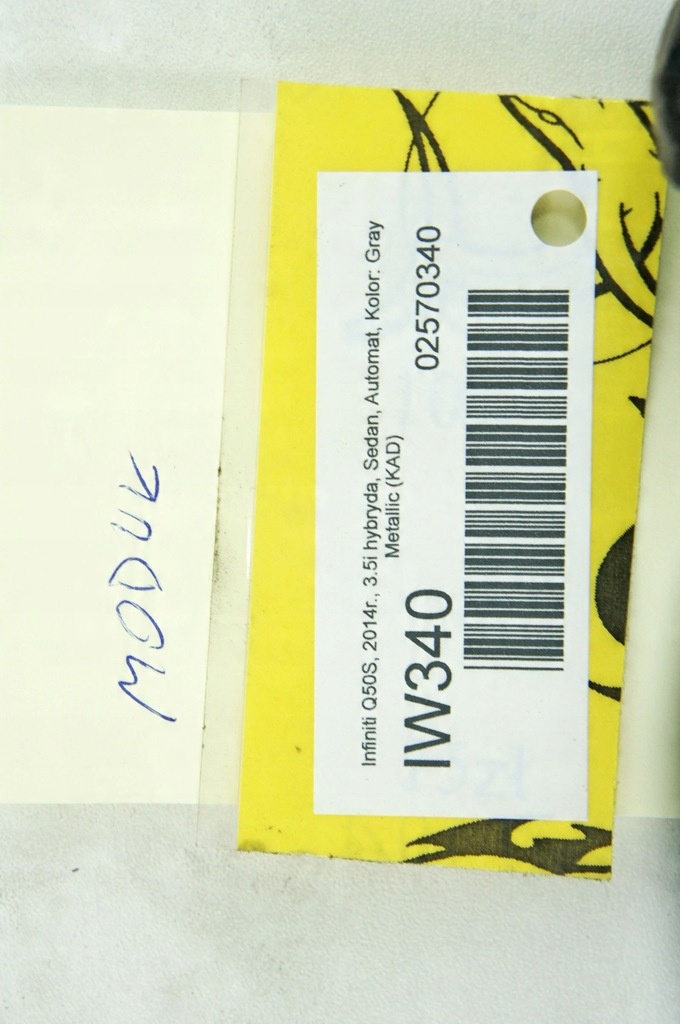 MODUŁ
Infiniti Q50S, 2014r., 3.5i hybryda, Sedan, Automat, Kolor: Gray
Metallic (KAD)
IW340 02570340